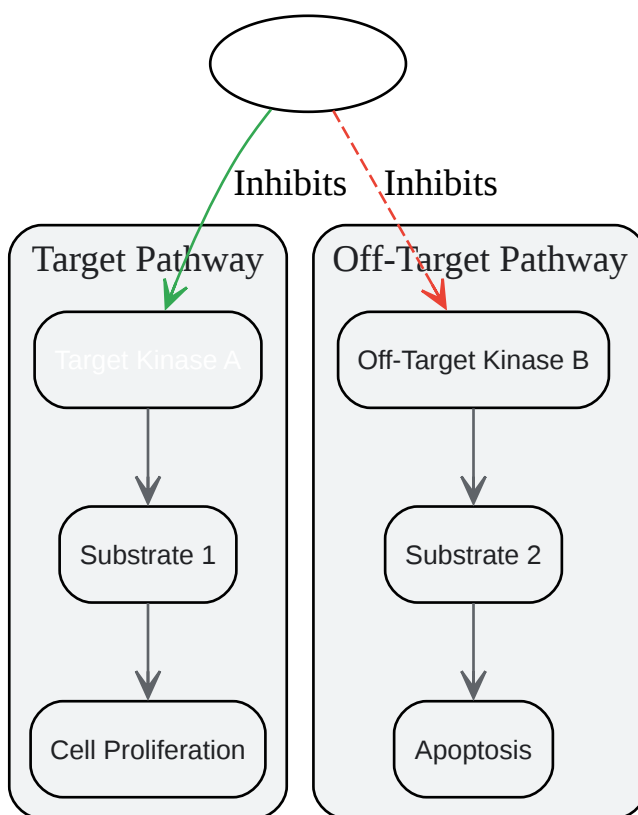 Inhibits
Inhibits
Target Pathway
Off-Target Pathway
Target Kinase A
Off-Target Kinase B
Substrate 1
Substrate 2
Cell Proliferation
Apoptosis